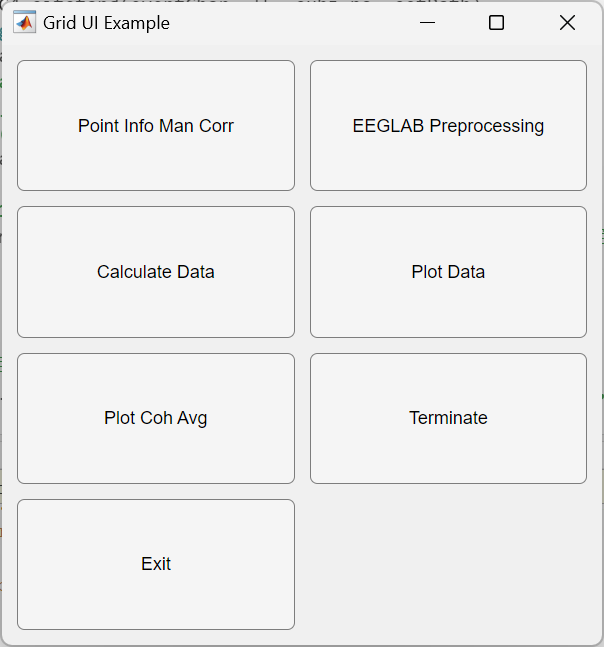 Grid UI Example
Point Info Man Corr
EEGLAB Preprocessing
Calculate Data
Plot Data
Plot Coh Avg
Terminate
Exit